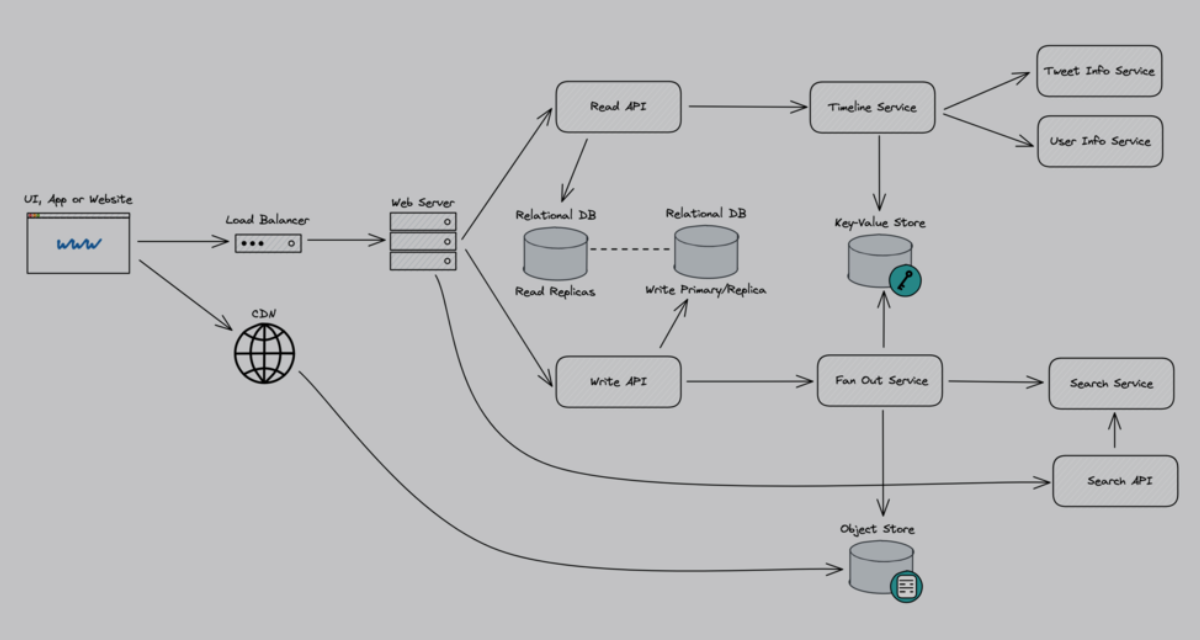 Tweet Info Service
Read API
Timeline Service
User Info Service
UI, App or Website
www
Load Balancer
Web Server
Relational DB
Relational DB
Key-Value Store
Read Replicas
Write Primary/Replica
CDN
Write API
Fan Out Service
Search Service
Search API
Object Store